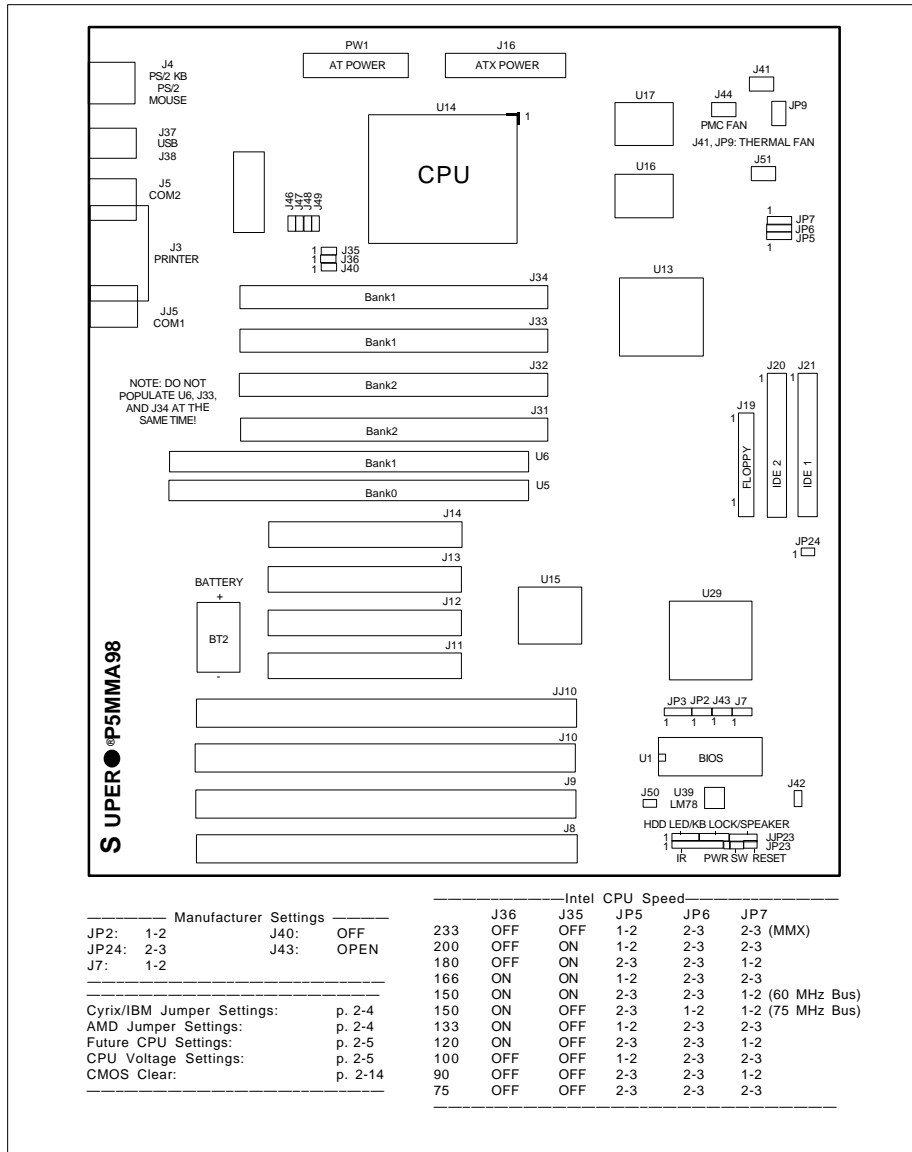 PW1
AT POWER
J16
ATX POWER
J4
PS/2 KB
PS/2
MOUSE
J37
USB
J38
J5
COM2
J3
PRINTER
JJ5
COM1
U14
1
CPU
U17
U16
J41
J44
JP9
PMC FAN
J41, JP9: THERMAL FAN
J51
1
JP7
JP6
JP5
1
J46
J47
J48
J49
1 J35
1 J36
1 J40
U13
J34
Bank1
J33
Bank1
J32
Bank2
J31
Bank2
U6
Bank1
U5
Bank0
NOTE: DO NOT
POPULATE U6, J33,
AND J34 AT THE
SAME TIME!
J20
J21
1
1
J19
1
FLOPPY
1
IDE 2
IDE 1
JP24
1
J14
J13
J12
J11
BATTERY
+
BT2
-
U15
U29
JJ10
J10
J9
J8
JP3 JP2 J43 J7
1 1 1 1
U1
BIOS
J50
U39
LM78
J42
HDD LED/KB LOCK/SPEAKER
1 JJP23
1 JP23
IR PWR SW RESET
SUPER®P5MMA98
Manufacturer Settings
JP2: 1-2 J40: OFF
JP24: 2-3 J43: OPEN
J7: 1-2
Cyrix/IBM Jumper Settings: p. 2-4
AMD Jumper Settings: p. 2-4
Future CPU Settings: p. 2-5
CPU Voltage Settings: p. 2-5
CMOS Clear: p. 2-14
Intel CPU Speed
J36 J35 JP5 JP6 JP7
233 OFF OFF 1-2 2-3 2-3 (MMX)
200 OFF ON 1-2 2-3 2-3
180 OFF ON 2-3 2-3 1-2
166 ON ON 1-2 2-3 2-3
150 ON ON 2-3 2-3 1-2 (60 MHz Bus)
150 ON OFF 2-3 1-2 1-2 (75 MHz Bus)
133 ON OFF 1-2 2-3 2-3
120 ON OFF 2-3 2-3 1-2
100 OFF OFF 1-2 2-3 2-3
90 OFF OFF 2-3 2-3 1-2
75 OFF OFF 2-3 2-3 2-3